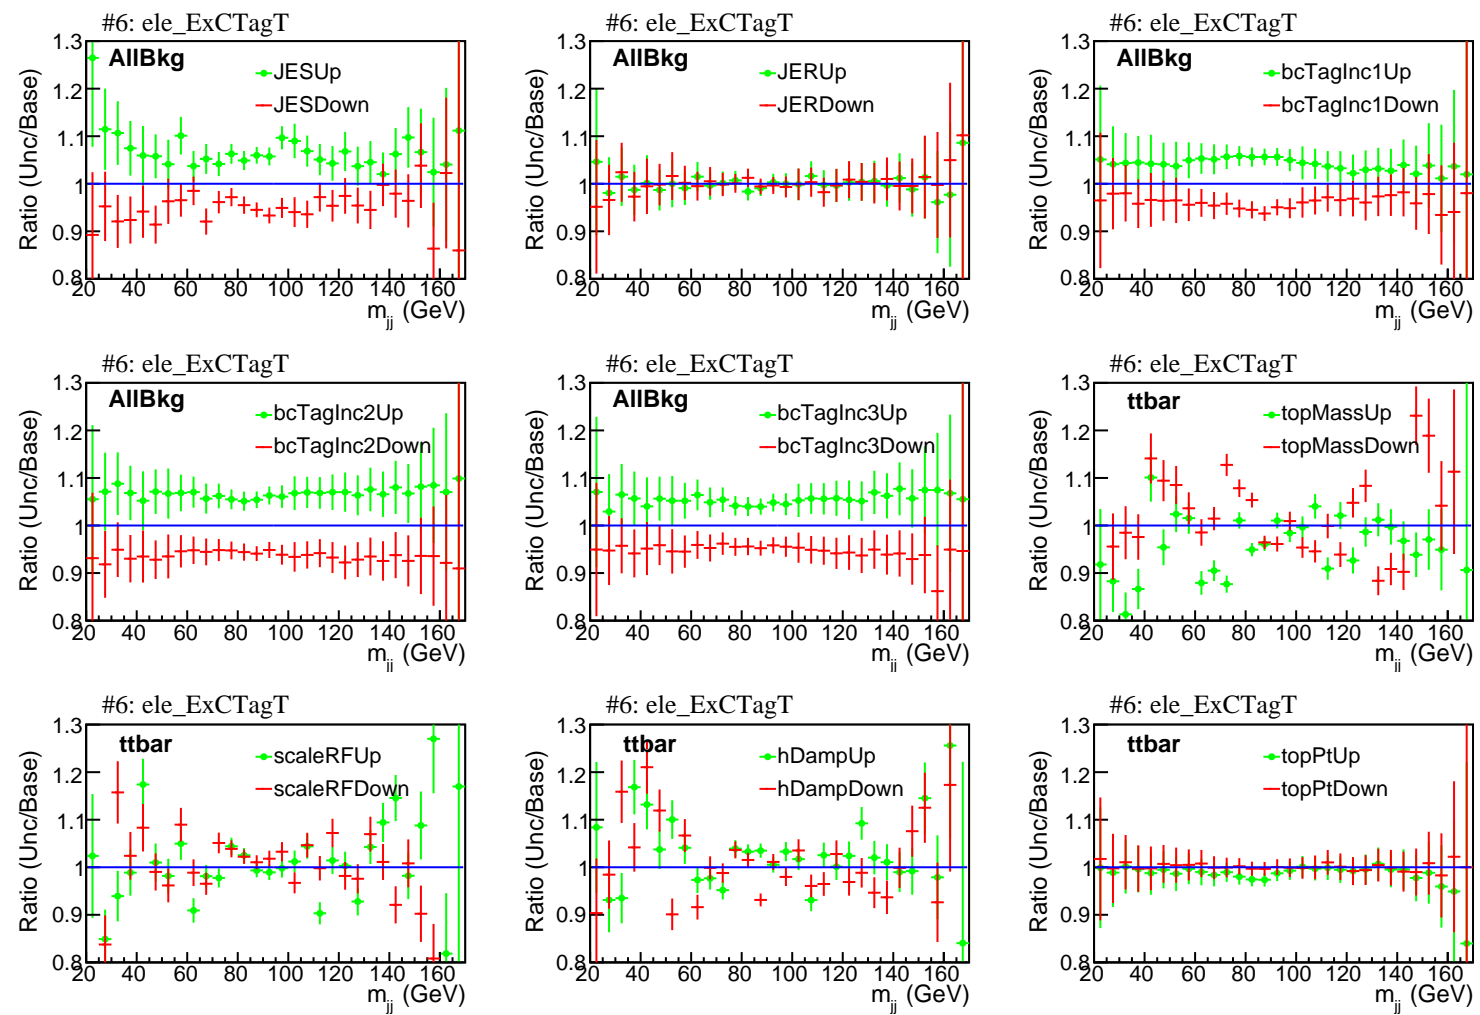 #6: ele_ExCTagT
Ratio (Unc/Base)
AllBkg
JESUp
JESDown
1.3
1.2
1.1
1
0.9
0.8
20 40 60 80 100 120 140 160
m_jj (GeV)
#6: ele_ExCTagT
Ratio (Unc/Base)
AllBkg
JERUp
JERDown
1.3
1.2
1.1
1
0.9
0.8
20 40 60 80 100 120 140 160
m_jj (GeV)
#6: ele_ExCTagT
Ratio (Unc/Base)
AllBkg
bcTagInc1Up
bcTagInc1Down
1.3
1.2
1.1
1
0.9
0.8
20 40 60 80 100 120 140 160
m_jj (GeV)
#6: ele_ExCTagT
Ratio (Unc/Base)
AllBkg
bcTagInc2Up
bcTagInc2Down
1.3
1.2
1.1
1
0.9
0.8
20 40 60 80 100 120 140 160
m_jj (GeV)
#6: ele_ExCTagT
Ratio (Unc/Base)
AllBkg
bcTagInc3Up
bcTagInc3Down
1.3
1.2
1.1
1
0.9
0.8
20 40 60 80 100 120 140 160
m_jj (GeV)
#6: ele_ExCTagT
Ratio (Unc/Base)
ttbar
topMassUp
topMassDown
1.3
1.2
1.1
1
0.9
0.8
20 40 60 80 100 120 140 160
m_jj (GeV)
#6: ele_ExCTagT
Ratio (Unc/Base)
ttbar
scaleRFUp
scaleRFDown
1.3
1.2
1.1
1
0.9
0.8
20 40 60 80 100 120 140 160
m_jj (GeV)
#6: ele_ExCTagT
Ratio (Unc/Base)
ttbar
hDampUp
hDampDown
1.3
1.2
1.1
1
0.9
0.8
20 40 60 80 100 120 140 160
m_jj (GeV)
#6: ele_ExCTagT
Ratio (Unc/Base)
ttbar
topPtUp
topPtDown
1.3
1.2
1.1
1
0.9
0.8
20 40 60 80 100 120 140 160
m_jj (GeV)